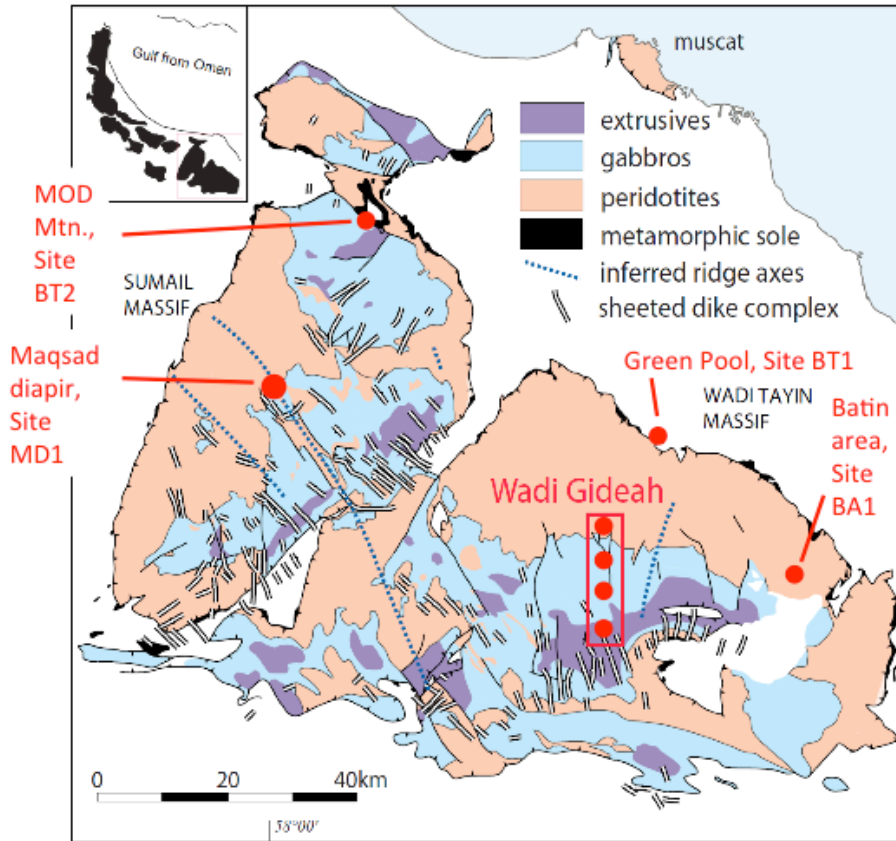 Gulf from Omen
muscat
extrusives
gabbros
peridotites
metamorphic sole
inferred ridge axes
sheeted dike complex
MOD
Mtn.,
Site
BT2
SUMAIL
MASSIF
Maqsad
diapir,
Site
MD1
Green Pool, Site BT1
WADI TAYIN
MASSIF
Batin
area,
Site
BA1
Wadi Gideah
0 20 40km
58°00'